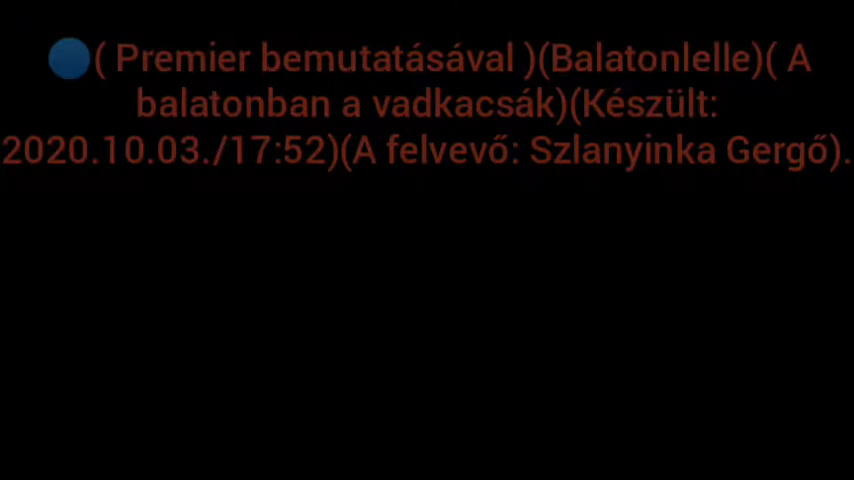 🔵( Premier bemutatásával )(Balatonlelle)( A
balatonban a vadkacsák)(Készült:
2020.10.03./17:52)(A felvevő: Szlanyinka Gergő).